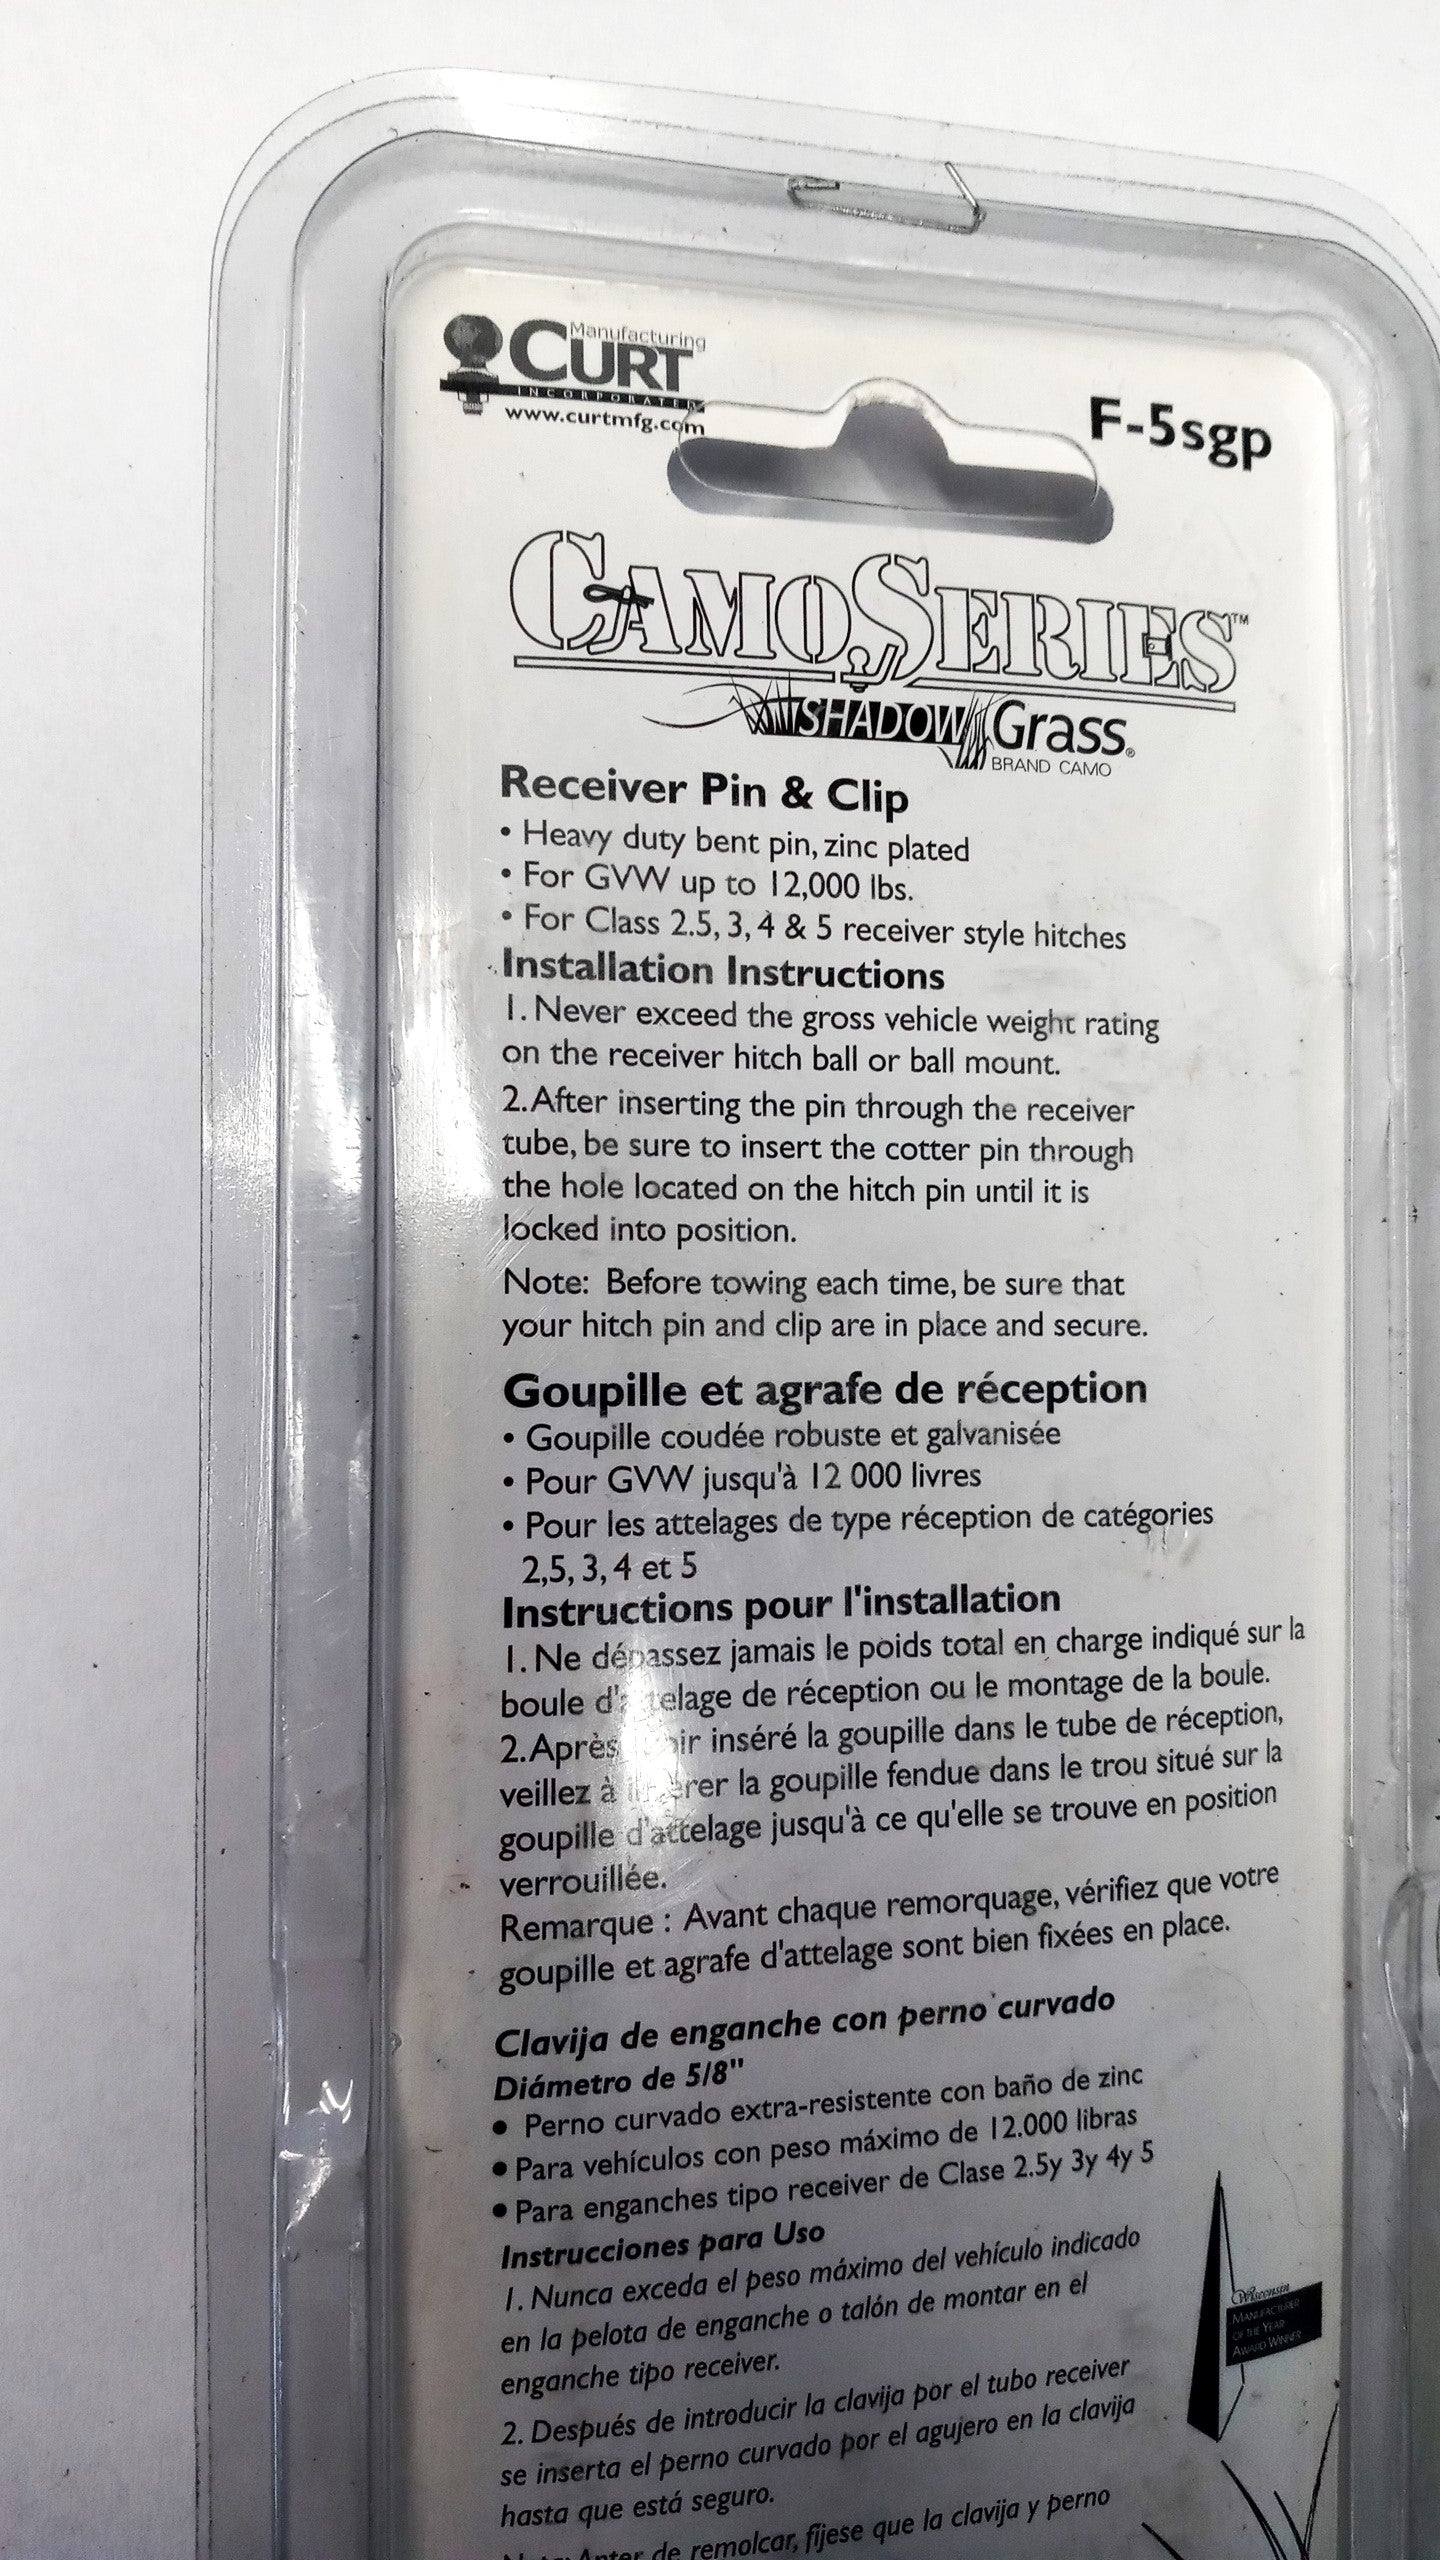 Manufacturing
CURT
INCORPORATED
www.curtmfg.com
F-5sgp
CAMOSERIES™
SHADOW Grass®
BRAND CAMO
Receiver Pin & Clip
• Heavy duty bent pin, zinc plated
• For GVW up to 12,000 lbs.
• For Class 2.5, 3, 4 & 5 receiver style hitches
Installation Instructions
1. Never exceed the gross vehicle weight rating
on the receiver hitch ball or ball mount.
2. After inserting the pin through the receiver
tube, be sure to insert the cotter pin through
the hole located on the hitch pin until it is
locked into position.
Note: Before towing each time, be sure that
your hitch pin and clip are in place and secure.
Goupille et agrafe de réception
• Goupille coudée robuste et galvanisée
• Pour GVW jusqu'à 12 000 livres
• Pour les attelages de type réception de catégories
2,5, 3, 4 et 5
Instructions pour l'installation
1. Ne dépassez jamais le poids total en charge indiqué sur la
boule d'attelage de réception ou le montage de la boule.
2. Après avoir inséré la goupille dans le tube de réception,
veillez à insérer la goupille fendue dans le trou situé sur la
goupille d'attelage jusqu'à ce qu'elle se trouve en position
verrouillée.
Remarque : Avant chaque remorquage, vérifiez que votre
goupille et agrafe d'attelage sont bien fixées en place.
Clavija de enganche con perno curvado
Diámetro de 5/8"
• Perno curvado extra-resistente con baño de zinc
• Para vehículos con peso máximo de 12.000 libras
• Para enganches tipo receiver de Clase 2.5y 3y 4y 5
Instrucciones para Uso
1. Nunca exceda el peso máximo del vehículo indicado
en la pelota de enganche o talón de montar en el
enganche tipo receiver.
2. Después de introducir la clavija por el tubo receiver
se inserta el perno curvado por el agujero en la clavija
hasta que está seguro.
de remolcar, fíjese que la clavija y perno
Wisconsin
MANUFACTURER
OF THE YEAR
AWARD WINNER